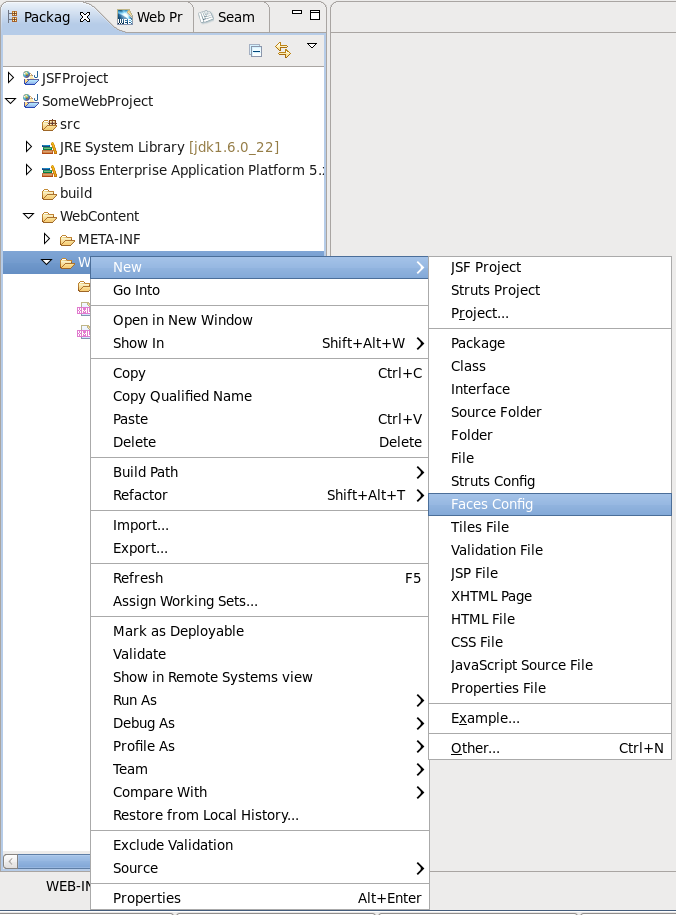 Packag
Web Pr
Seam
JSFProject
SomeWebProject
src
JRE System Library [jdk1.6.0_22]
JBoss Enterprise Application Platform 5.
build
WebContent
META-INF
W
New
Go Into
Open in New Window
Show In Shift+Alt+W
Copy Ctrl+C
Copy Qualified Name
Paste Ctrl+V
Delete Delete
Build Path
Refactor Shift+Alt+T
Import...
Export...
Refresh F5
Assign Working Sets...
Mark as Deployable
Validate
Show in Remote Systems view
Run As
Debug As
Profile As
Team
Compare With
Restore from Local History...
Exclude Validation
Source
Properties Alt+Enter
JSF Project
Struts Project
Project...
Package
Class
Interface
Source Folder
Folder
File
Struts Config
Faces Config
Tiles File
Validation File
JSP File
XHTML Page
HTML File
CSS File
JavaScript Source File
Properties File
Example...
Other... Ctrl+N
WEB-IN